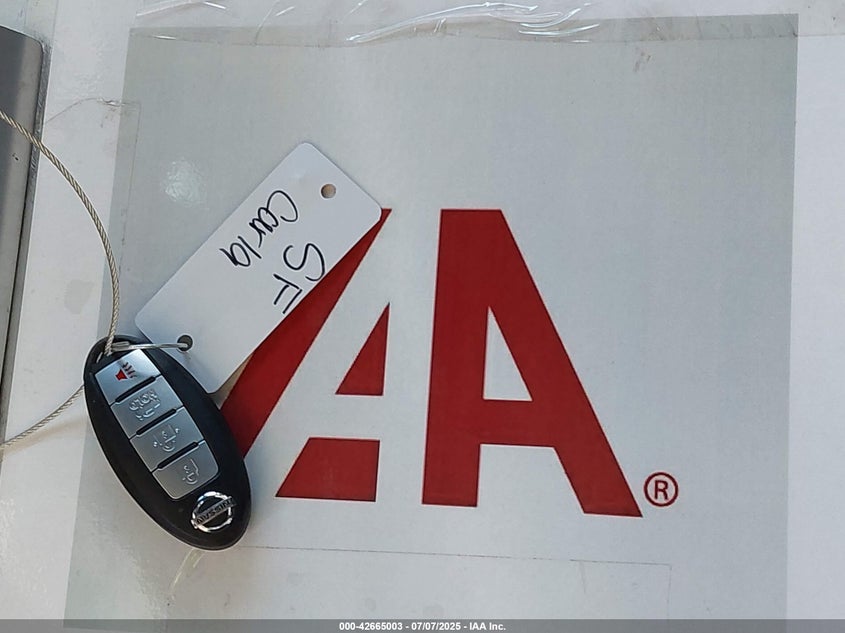 Carla
SF
IAA®
NISSAN
000-42665003 - 07/07/2025 - IAA Inc.